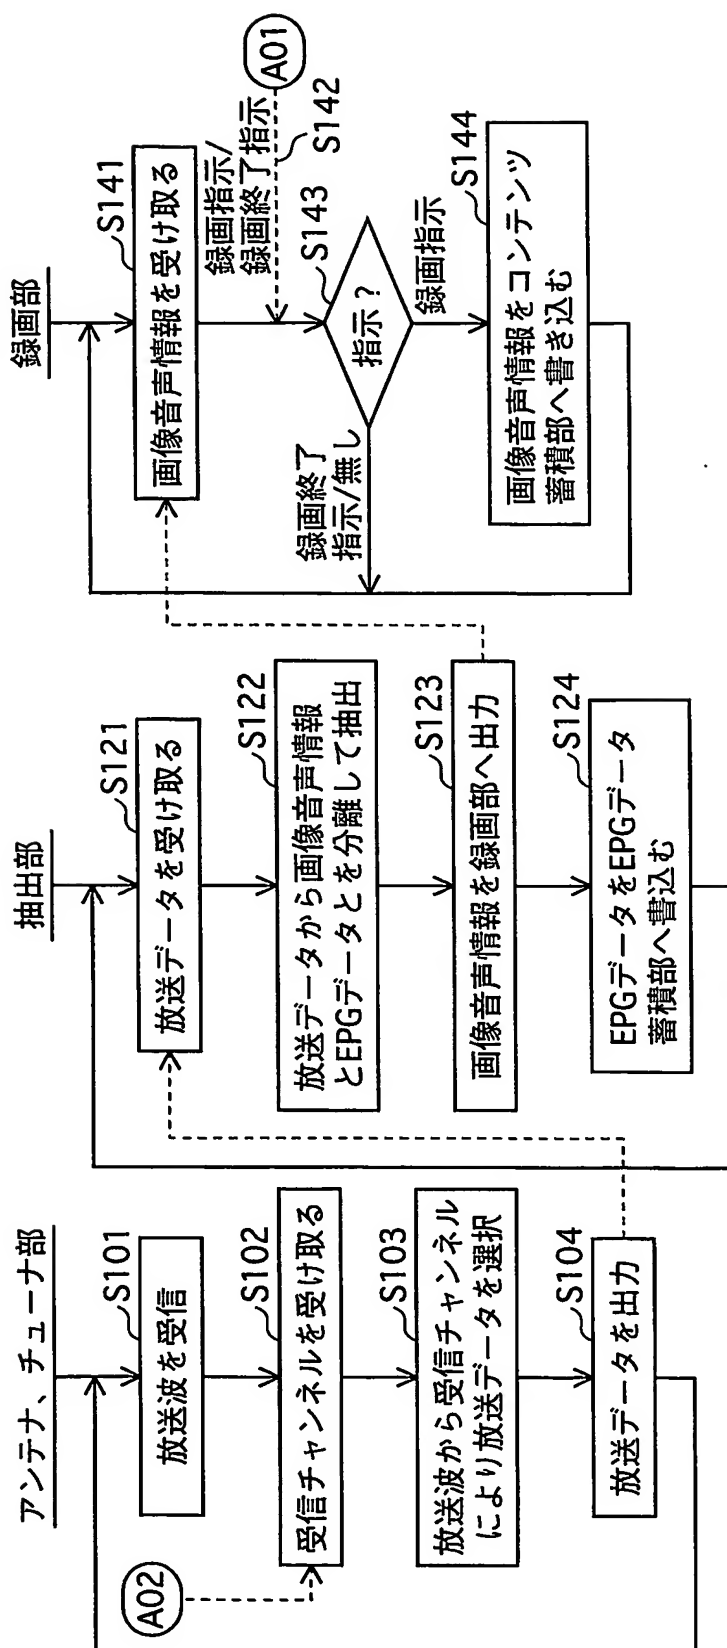 アンテナ、チューナ部
S101
放送波を受信
A02
S102
受信チャンネルを受け取る
S103
放送波から受信チャンネル
により放送データを選択
S104
放送データを出力
抽出部
S121
放送データを受け取る
S122
放送データから画像音声情報
とEPGデータとを分離して抽出
S123
画像音声情報を録画部へ出力
S124
EPGデータをEPGデータ
蓄積部へ書込む
録画部
S141
画像音声情報を受け取る
録画指示/
録画終了指示
A01
S142
S143
指示?
録画終了
指示/無し
録画指示
S144
画像音声情報をコンテンツ
蓄積部へ書き込む